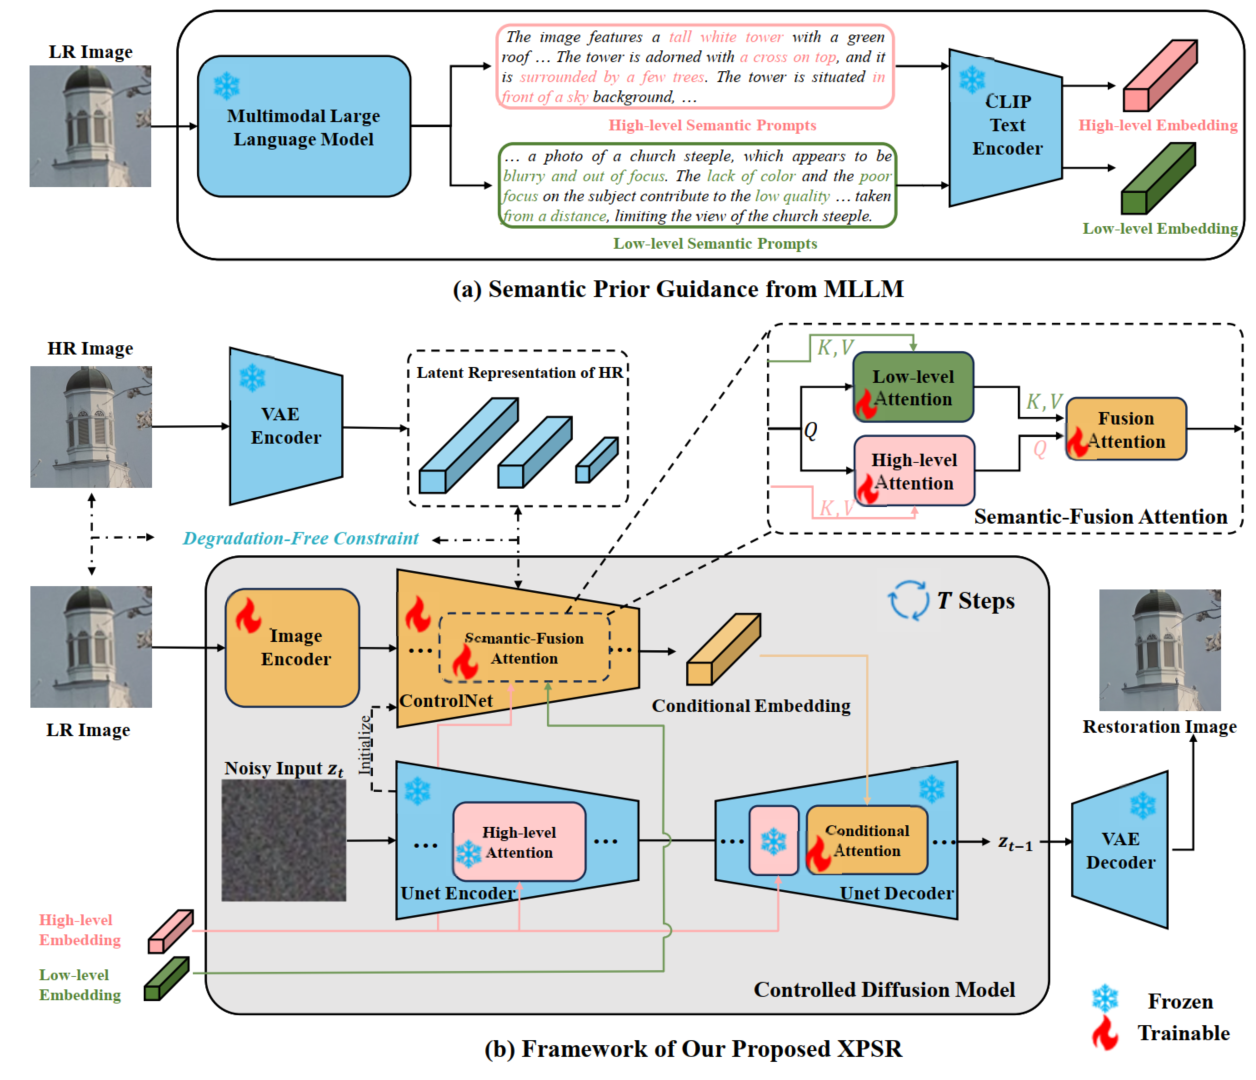 LR Image
Multimodal Large
Language Model
The image features a tall white tower with a green
roof … The tower is adorned with a cross on top, and it
is surrounded by a few trees. The tower is situated in
front of a sky background, …
High-level Semantic Prompts
… a photo of a church steeple, which appears to be
blurry and out of focus. The lack of color and the poor
focus on the subject contribute to the low quality … taken
from a distance, limiting the view of the church steeple.
Low-level Semantic Prompts
CLIP
Text
Encoder
High-level Embedding
Low-level Embedding
(a) Semantic Prior Guidance from MLLM
HR Image
VAE
Encoder
Latent Representation of HR
K,V
Low-level
Attention
Q
High-level
Attention
K,V
K,V
Q
Fusion
Attention
Semantic-Fusion Attention
Degradation-Free Constraint
LR Image
Image
Encoder
Semantic-Fusion
Attention
...
...
ControlNet
Conditional Embedding
T Steps
Restoration Image
Initialize
Noisy Input z_t
...
High-level
Attention
...
Unet Encoder
...
Conditional
Attention
...
Unet Decoder
z_{t−1}
VAE
Decoder
High-level
Embedding
Low-level
Embedding
Controlled Diffusion Model
Frozen
Trainable
(b) Framework of Our Proposed XPSR